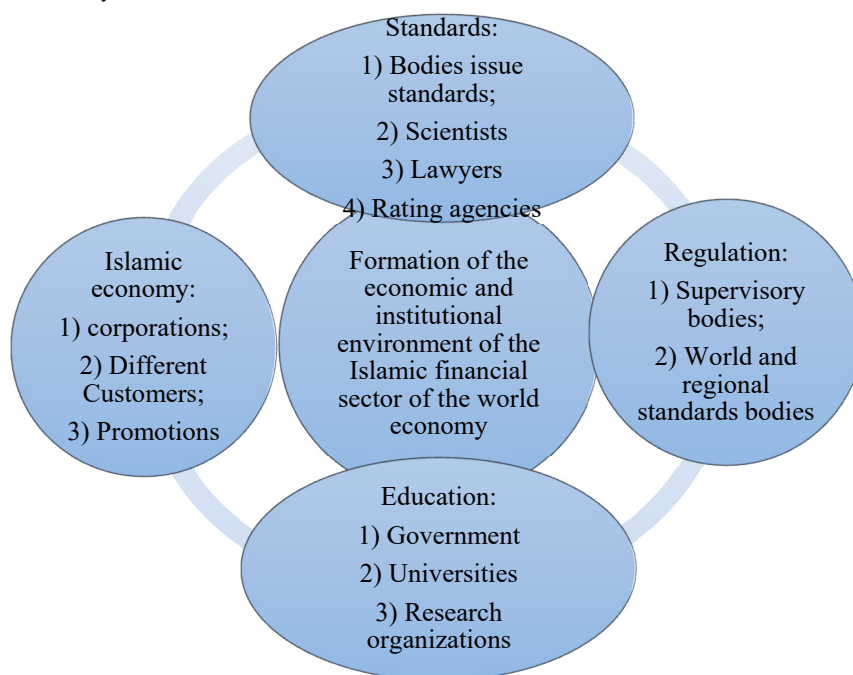 Standards:
1) Bodies issue
standards;
2) Scientists
3) Lawyers
4) Rating agencies
Islamic
economy:
1) corporations;
2) Different
Customers;
3) Promotions
Formation of the
economic and
institutional
environment of the
Islamic financial
sector of the world
economy
Regulation:
1) Supervisory
bodies;
2) World and
regional
standards bodies
Education:
1) Government
2) Universities
3) Research
organizations